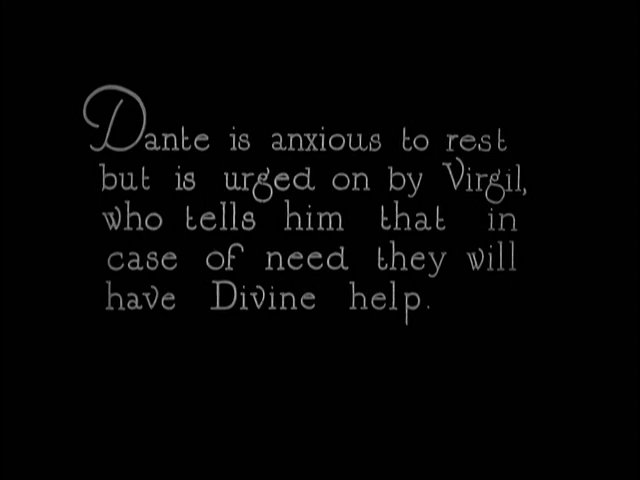 Dante is anxious to rest
but is urged on by Virgil,
who tells him that in
case of need they will
have Divine help.